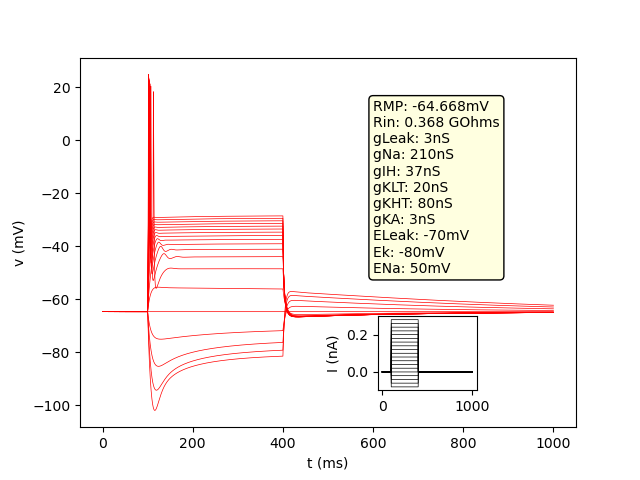 20
0
−20
−40
−60
−80
−100
v (mV)
RMP: -64.668mV
Rin: 0.368 GOhms
gLeak: 3nS
gNa: 210nS
gIH: 37nS
gKLT: 20nS
gKHT: 80nS
gKA: 3nS
ELeak: -70mV
Ek: -80mV
ENa: 50mV
0.2
0.0
I (nA)
0 1000
0 200 400 600 800 1000
t (ms)